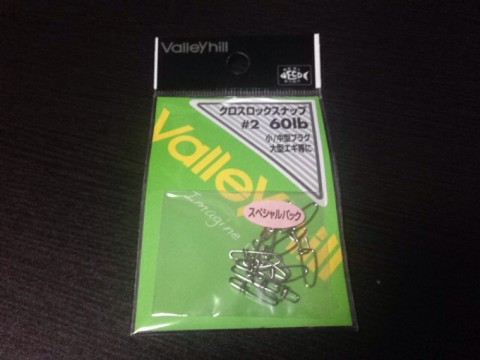 Valleyhill
クロスロックスナップ
#2 60lb
小/中型プラグ
大型エギ等に
Valleyhill
スペシャルパック
Imagine